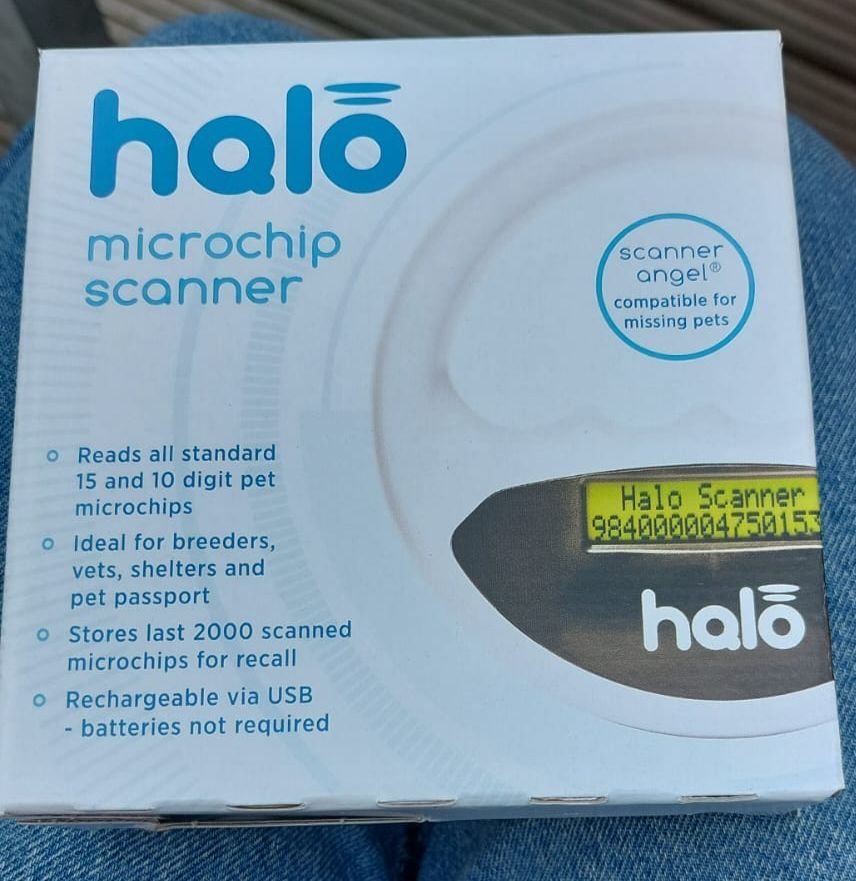 halo
microchip
scanner
scanner
angel®
compatible for
missing pets
Reads all standard
15 and 10 digit pet
microchips
Ideal for breeders,
vets, shelters and
pet passport
Stores last 2000 scanned
microchips for recall
Rechargeable via USB
- batteries not required
Halo Scanner
984000004750153
halo